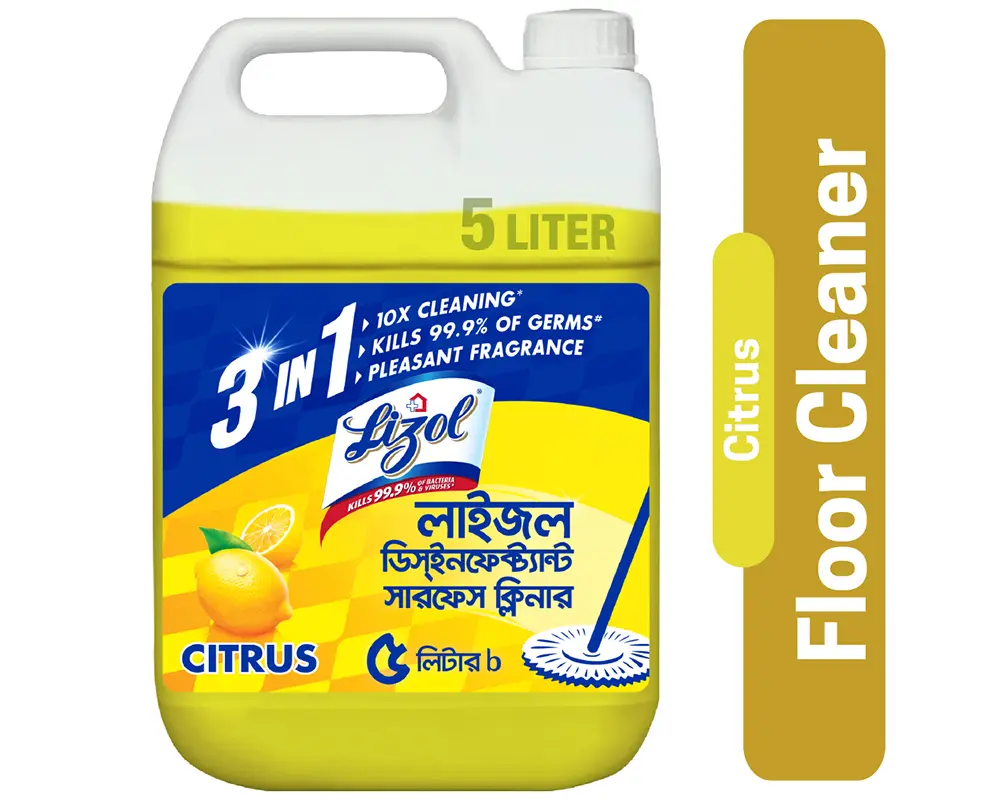 5 LITER
3 IN 1
10X CLEANING*
KILLS 99.9% OF GERMS#
PLEASANT FRAGRANCE
Lizol®
KILLS 99.9% OF BACTERIA & VIRUSES*
লাইজল
ডিস্ইনফেক্ট্যান্ট
সারফেস ক্লিনার
CITRUS
৫ লিটার b
Citrus
Floor Cleaner